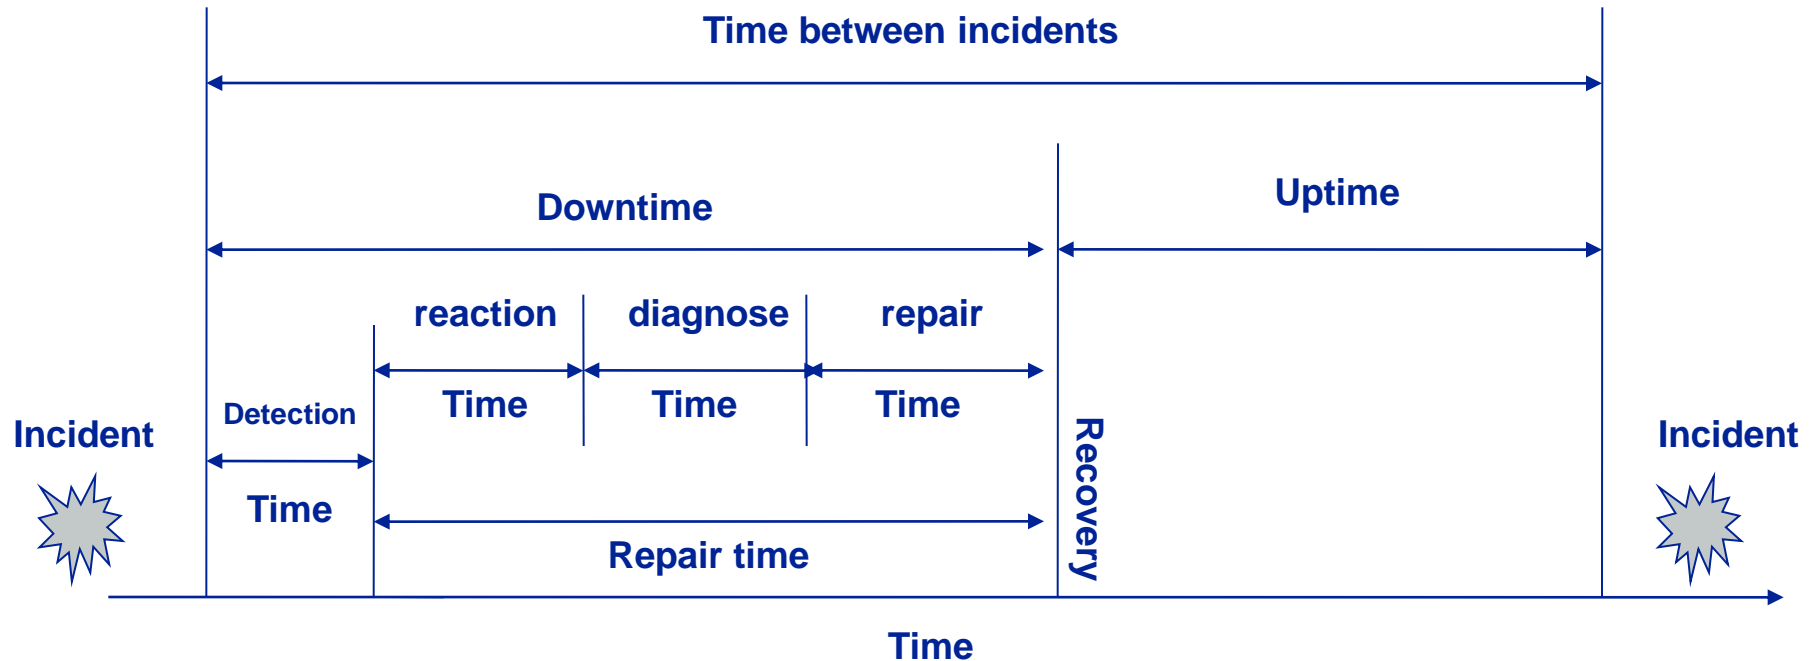 Time between incidents
Downtime
Uptime
reaction
Time
diagnose
Time
repair
Time
Detection
Time
Incident
Repair time
Recovery
Incident
Time